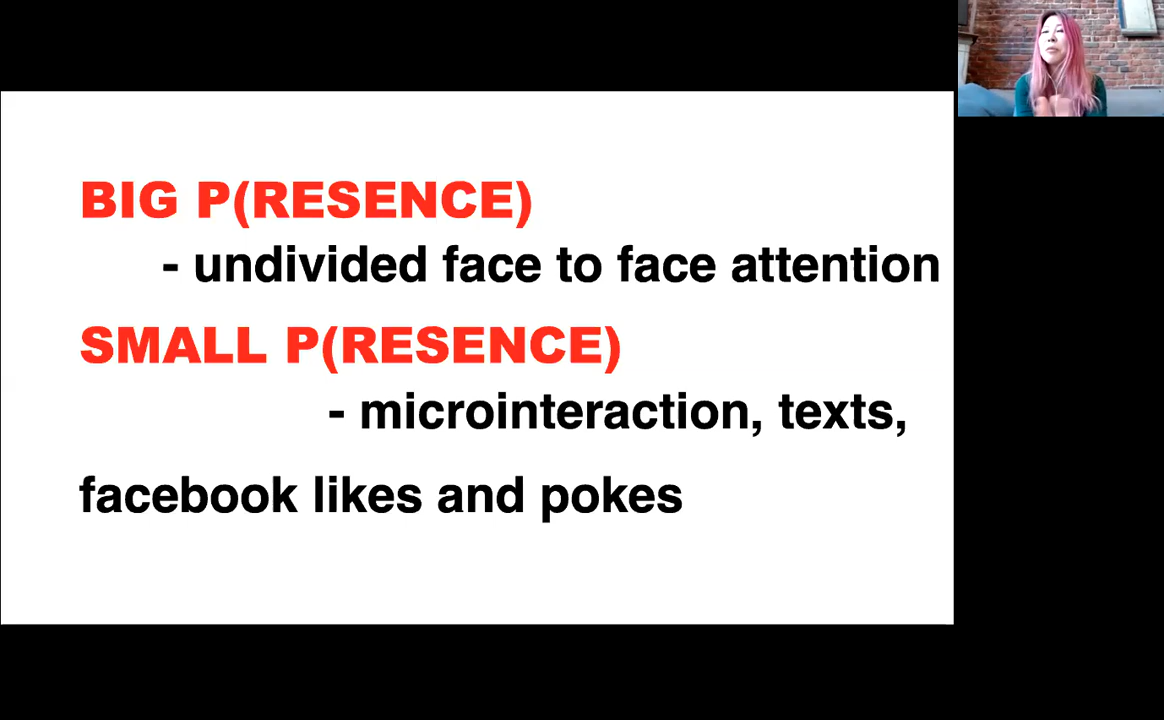 BIG P(RESENCE)
- undivided face to face attention
SMALL P(RESENCE)
- microinteraction, texts,
facebook likes and pokes